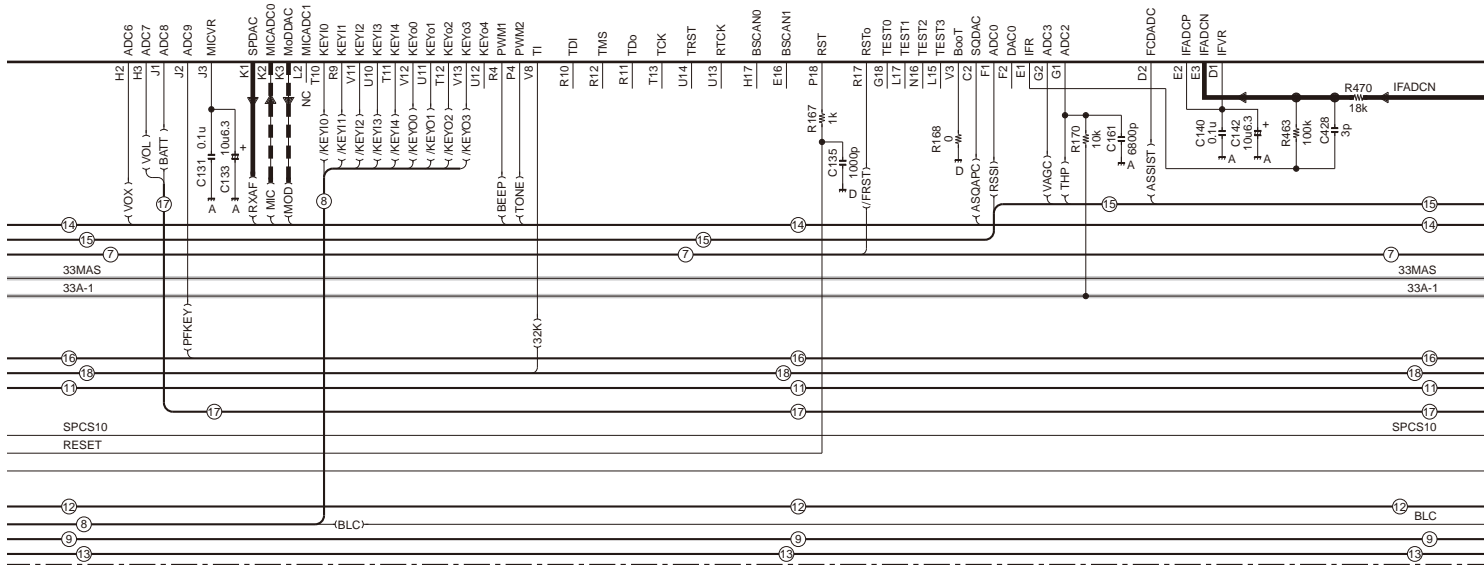 ADC6
ADC7
ADC8
ADC9
MICVR
SPDAC
MICADC0
MoDDAC
MICADC1
KEYI0
KEYI1
KEYI2
KEYI3
KEYI4
KEYo0
KEYo1
KEYo2
KEYo3
KEYo4
PWM1
PWM2
TI
TDI
TMS
TDo
TCK
TRST
RTCK
BSCAN0
BSCAN1
RST
RSTo
TEST0
TEST1
TEST2
TEST3
BooT
SQDAC
ADC0
DAC0
IFR
ADC3
ADC2
FCDADC
IFADCP
IFADCN
IFVR
H2
H3
J1
J2
J3
K1
K2
K3
L2
NC
T10
R9
V11
U10
T11
V12
U11
T12
V13
U12
R4
P4
V8
R10
R12
R11
T13
U14
U13
H17
E16
P18
R17
G18
L17
N16
L15
V3
C2
F1
F2
E1
G2
G1
D2
E2
E3
D1
R470
18k
IFADCN
VOX
VOL
BATT
C131 0.1u
C133 10u6.3
+
A
A
RXAF
MIC
MOD
/KEYI0
/KEYI1
/KEYI2
/KEYI3
/KEYI4
/KEYO0
/KEYO1
/KEYO2
/KEYO3
BEEP
TONE
R167
1k
C135
1000p
D
/FRST
R168
0
D
ASQAPC
RSSI
VAGC
THP
R170
10k
C161
6800p
A
ASSIST
C140
0.1u
A
C142
10u6.3
+
A
R463
100k
C428
3p
17
8
15
15
14
14
14
15
15
7
7
7
33MAS
33MAS
33A-1
33A-1
PFKEY
32K
16
16
16
18
18
18
11
11
11
17
17
17
SPCS10
SPCS10
RESET
12
12
12
8
BLC
BLC
9
9
9
13
13
13